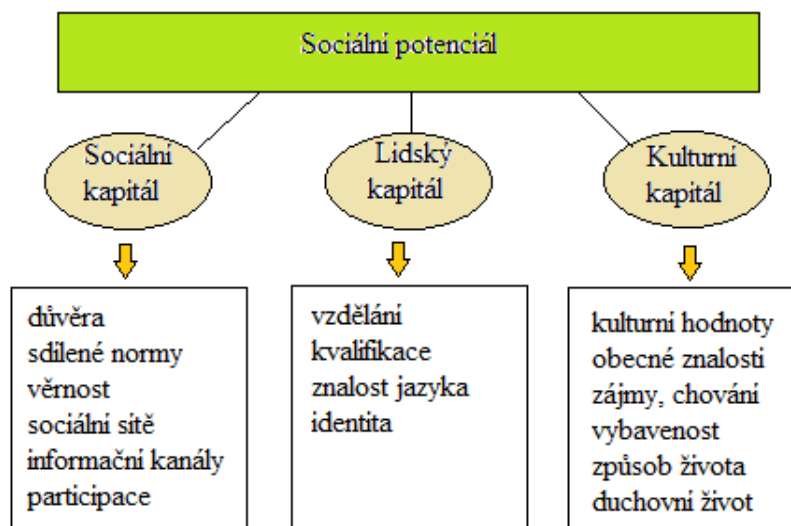 Sociální potenciál
Sociální
kapitál
Lidský
kapitál
Kulturní
kapitál
důvěra
sdílené normy
věrnost
sociální sítě
informační kanály
participace
vzdělání
kvalifikace
znalost jazyka
identita
kulturní hodnoty
obecné znalosti
zájmy, chování
vybavenost
způsob života
duchovní život